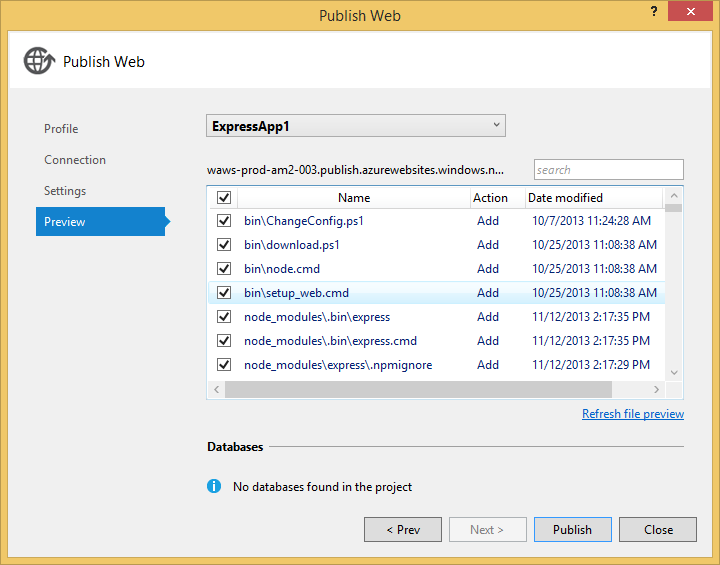 Publish Web
?
Publish Web
Profile
Connection
Settings
Preview
ExpressApp1
waws-prod-am2-003.publish.azurewebsites.windows.n...
search
Name Action Date modified
bin\ChangeConfig.ps1 Add 10/7/2013 11:24:28 AM
bin\download.ps1 Add 10/25/2013 11:08:38 AM
bin\node.cmd Add 10/25/2013 11:08:38 AM
bin\setup_web.cmd Add 10/25/2013 11:08:38 AM
node_modules\.bin\express Add 11/12/2013 2:17:35 PM
node_modules\.bin\express.cmd Add 11/12/2013 2:17:35 PM
node_modules\express\.npmignore Add 11/12/2013 2:17:29 PM
Refresh file preview
Databases
No databases found in the project
< Prev Next > Publish Close